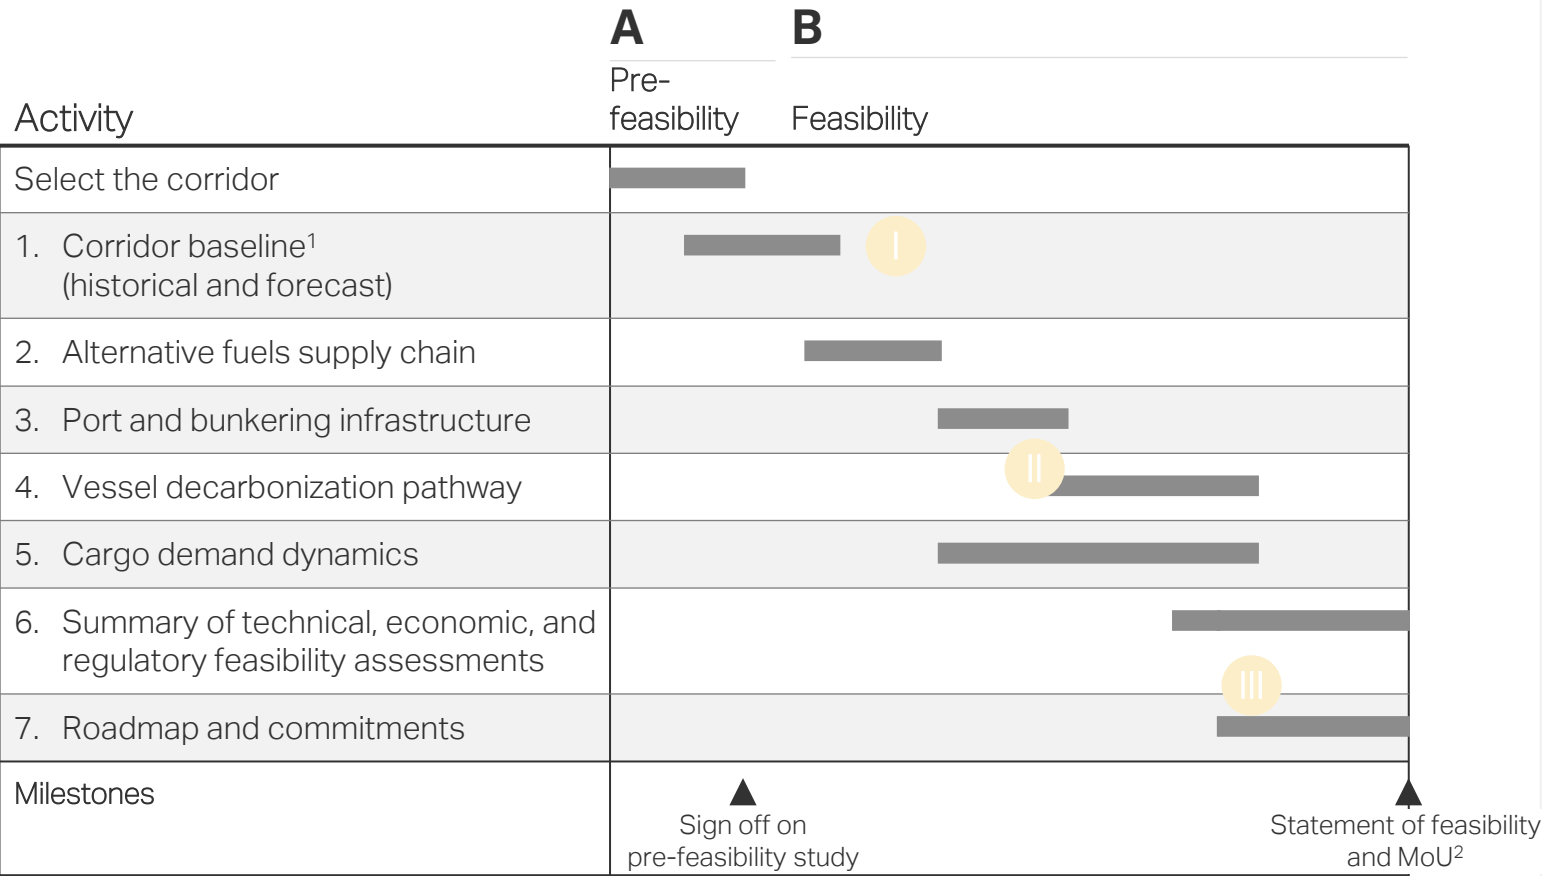 A
B
Pre-
feasibility
Activity
Feasibility
Select the corridor
1. Corridor baseline¹
(historical and forecast)
I
2. Alternative fuels supply chain
3. Port and bunkering infrastructure
II
4. Vessel decarbonization pathway
5. Cargo demand dynamics
6. Summary of technical, economic, and
regulatory feasibility assessments
III
7. Roadmap and commitments
Milestones
Sign off on
pre-feasibility study
Statement of feasibility
and MoU²